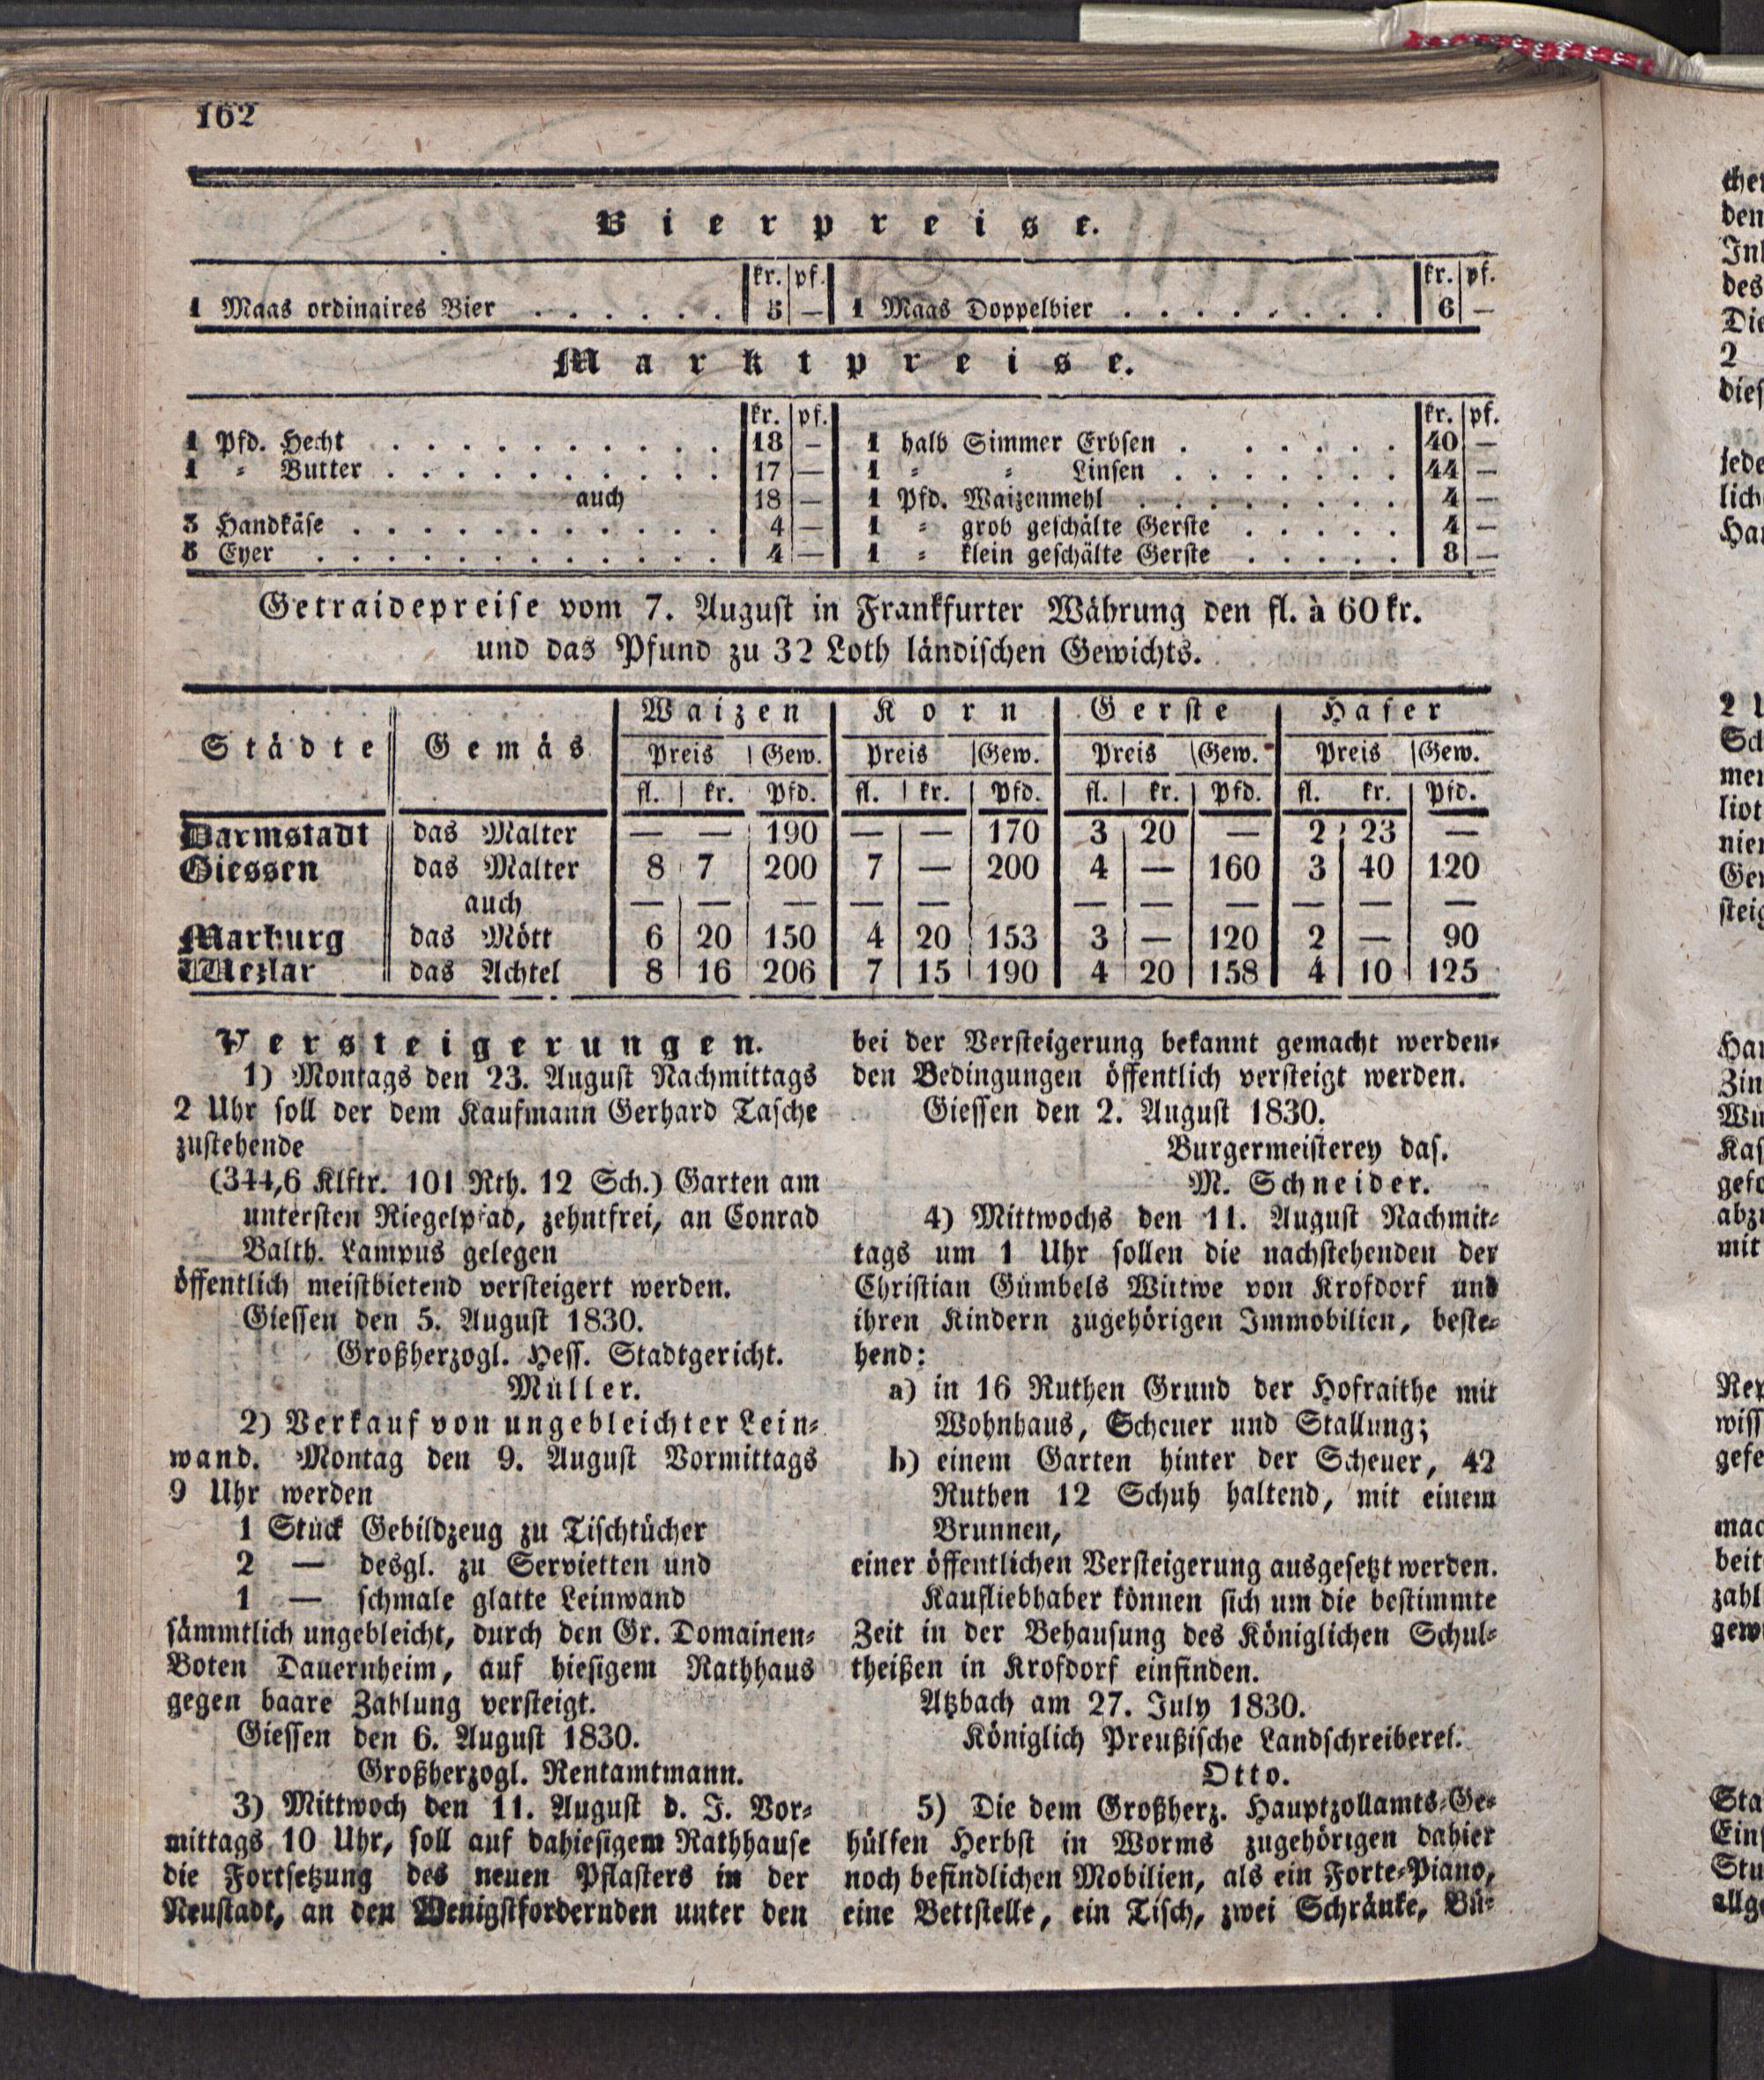 162
Bierpreise.
kr. pf. kr. pf.
1 Maas ordinaires Bier . . . . . . 5 — 1 Maas Doppelbier . . . . . . . . 6 —
Marktpreise.
kr. pf. kr. pf.
1 Pfd. Hecht . . . . . . . . . . 18 — 1 halb Simmer Erbsen . . . . . . 40 —
1 = Butter . . . . . . . . . . 17 — 1 = = Linsen . . . . . . . 44 —
auch 18 — 1 Pfd. Waizenmehl . . . . . . . . 4 —
3 Handkäse . . . . . . . . . . . 4 — 1 = grob geschälte Gerste . . . . . 4 —
5 Eyer . . . . . . . . . . . . 4 — 1 = klein geschälte Gerste . . . . . 8 —
Getraidepreise vom 7. August in Frankfurter Währung den fl. à 60 kr.
und das Pfund zu 32 Loth ländischen Gewichts.
Städte Gemäs Waizen Korn Gerste Hafer
Preis Gew. Preis Gew. Preis Gew. Preis Gew.
fl. kr. Pfd. fl. kr. Pfd. fl. kr. Pfd. fl. kr. Pfd.
Darmstadt das Malter — — 190 — — 170 3 20 — 2 23 —
Giessen das Malter 8 7 200 7 — 200 4 — 160 3 40 120
auch — — — — — — — — — — —
Marburg das Mött 6 20 150 4 20 153 3 — 120 2 — 90
Wezlar das Achtel 8 16 206 7 15 190 4 20 158 4 10 125
Versteigerungen.
1) Montags den 23. August Nachmittags
2 Uhr soll der dem Kaufmann Gerhard Tasche
zustehende
(344,6 Klftr. 101 Rth. 12 Sch.) Garten am
untersten Riegelpfad, zehntfrei, an Conrad
Balth. Lampus gelegen
öffentlich meistbietend versteigert werden.
Giessen den 5. August 1830.
Großherzogl. Hess. Stadtgericht.
Müller.
2) Verkauf von ungebleichter Lein=
wand. Montag den 9. August Vormittags
9 Uhr werden
1 Stück Gebildzeug zu Tischtücher
2 — desgl. zu Servietten und
1 — schmale glatte Leinwand
sämmtlich ungebleicht, durch den Gr. Domainen=
Boten Dauernheim, auf hiesigem Rathhaus
gegen baare Zahlung versteigt.
Giessen den 6. August 1830.
Großherzogl. Rentamtmann.
3) Mittwoch den 11. August d. J. Vor=
mittags 10 Uhr, soll auf dahiesigem Rathhause
die Fortsetzung des neuen Pflasters in der
Neustadt, an den Wenigstfordernden unter den
bei der Versteigerung bekannt gemacht werden=
den Bedingungen öffentlich versteigt werden.
Giessen den 2. August 1830.
Burgermeisterey das.
M. Schneider.
4) Mittwochs den 11. August Nachmit=
tags um 1 Uhr sollen die nachstehenden der
Christian Gümbels Wittwe von Krofdorf und
ihren Kindern zugehörigen Immobilien, beste=
hend:
a) in 16 Ruthen Grund der Hofraithe mit
Wohnhaus, Scheuer und Stallung;
b) einem Garten hinter der Scheuer, 42
Ruthen 12 Schuh haltend, mit einem
Brunnen,
einer öffentlichen Versteigerung ausgesetzt werden.
Kaufliebhaber können sich um die bestimmte
Zeit in der Behausung des Königlichen Schul=
theißen in Krofdorf einfinden.
Atzbach am 27. July 1830.
Königlich Preußische Landschreiberei.
Otto.
5) Die dem Großherz. Hauptzollamts=Ge=
hülfen Herbst in Worms zugehörigen dahier
noch befindlichen Mobilien, als ein Forte=Piano,
eine Bettstelle, ein Tisch, zwei Schränke, Bü=